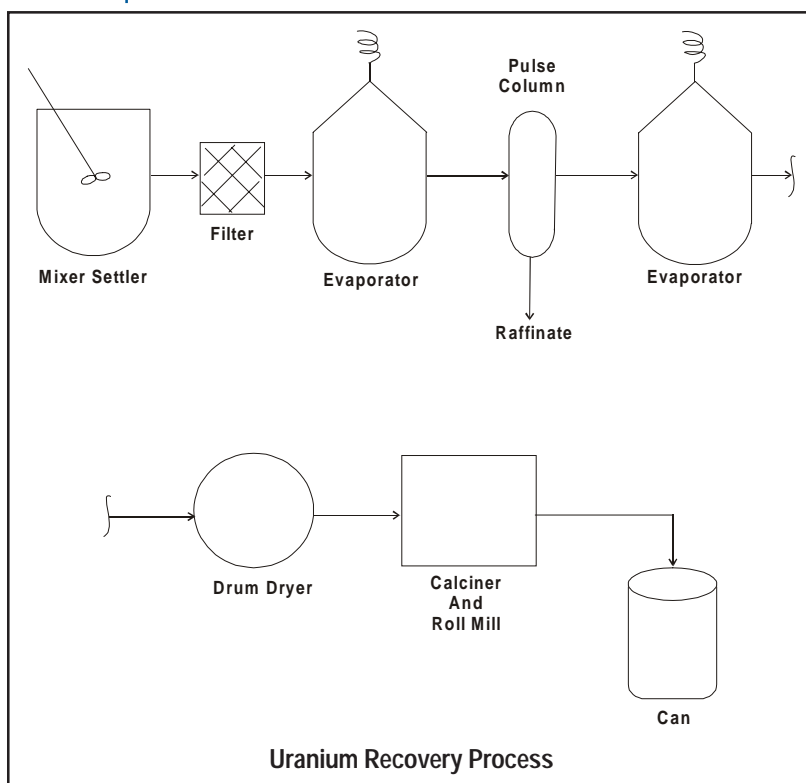 Pulse
Column
Filter
Mixer Settler
Evaporator
Evaporator
Raffinate
Drum Dryer
Calciner
And
Roll Mill
Can
Uranium Recovery Process